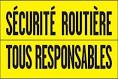 SÉCURITÉ ROUTIÈRE
TOUS RESPONSABLES